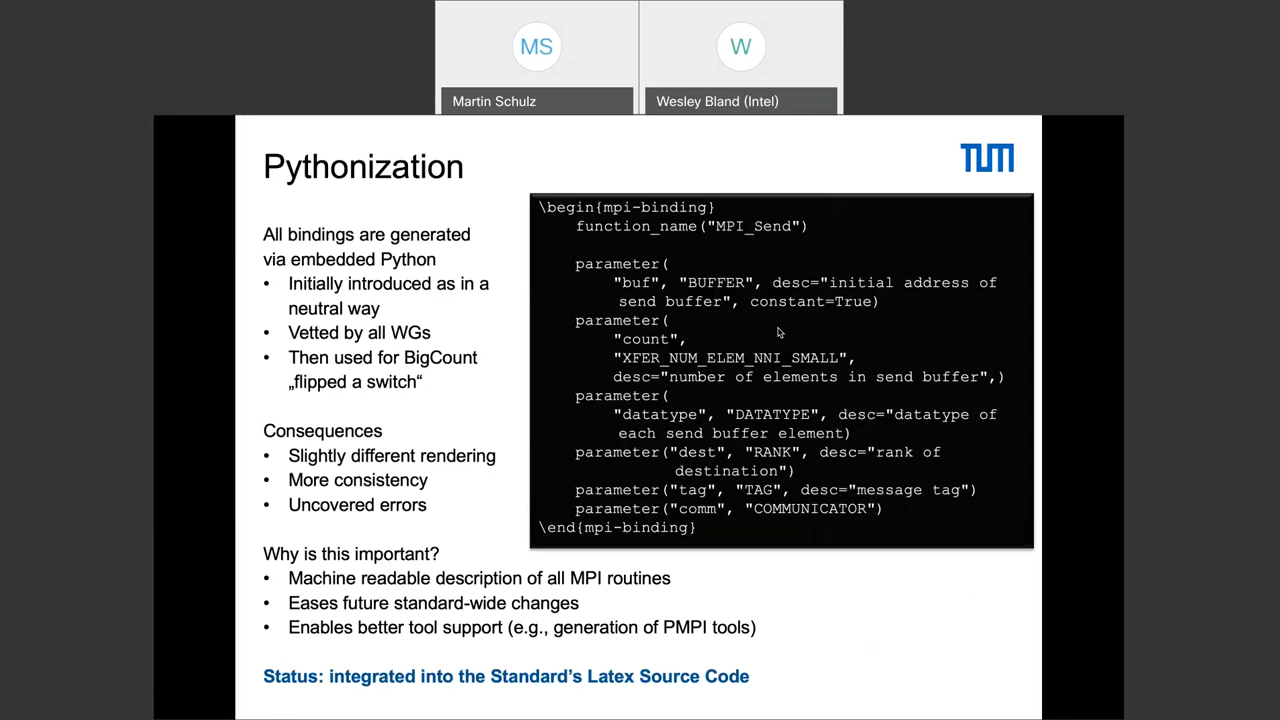 MS
W
Martin Schulz
Wesley Bland (Intel)
Pythonization
TUM
All bindings are generated
via embedded Python
• Initially introduced as in a
neutral way
• Vetted by all WGs
• Then used for BigCount
„flipped a switch“
Consequences
• Slightly different rendering
• More consistency
• Uncovered errors
Why is this important?
• Machine readable description of all MPI routines
• Eases future standard-wide changes
• Enables better tool support (e.g., generation of PMPI tools)
Status: integrated into the Standard’s Latex Source Code
\begin{mpi-binding}
function_name("MPI_Send")
parameter(
"buf", "BUFFER", desc="initial address of
send buffer", constant=True)
parameter(
"count",
"XFER_NUM_ELEM_NNI_SMALL",
desc="number of elements in send buffer",)
parameter(
"datatype", "DATATYPE", desc="datatype of
each send buffer element)
parameter("dest", "RANK", desc="rank of
destination")
parameter("tag", "TAG", desc="message tag")
parameter("comm", "COMMUNICATOR")
\end{mpi-binding}